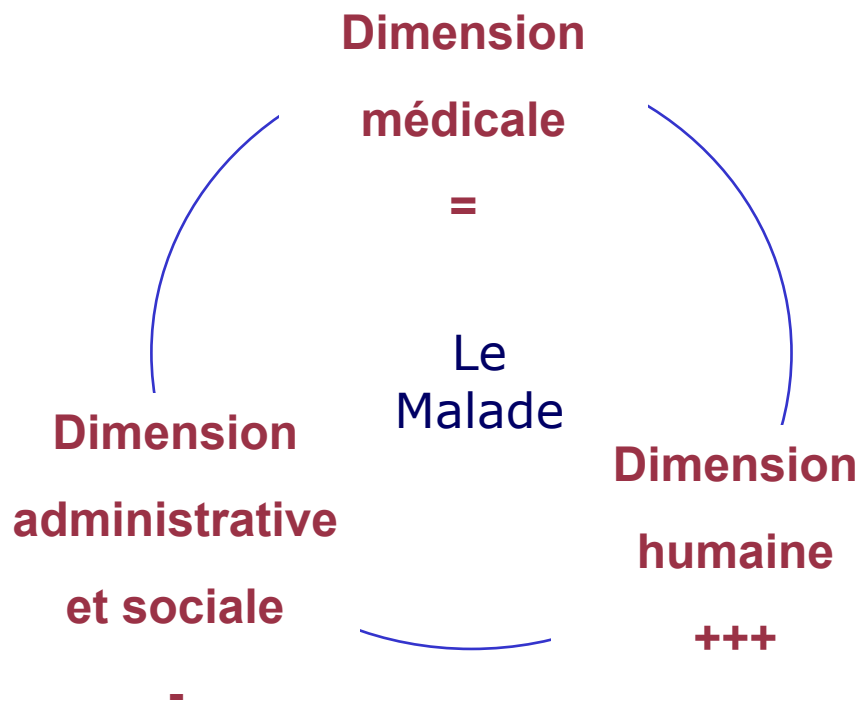 Dimension
médicale
=
Le
Malade
Dimension
administrative
et sociale
-
Dimension
humaine
+++